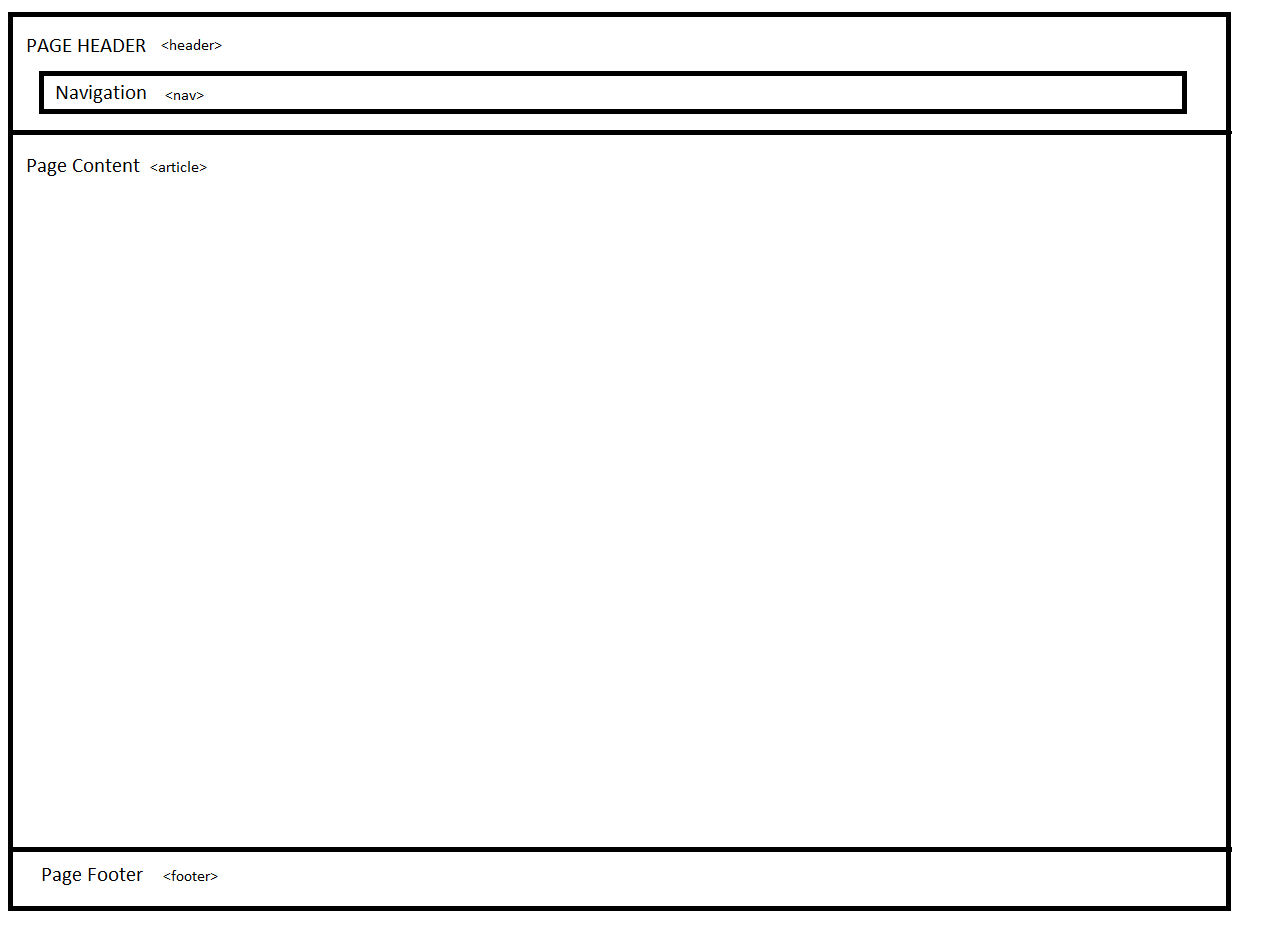 PAGE HEADER <header>
Navigation <nav>
Page Content <article>
Page Footer <footer>